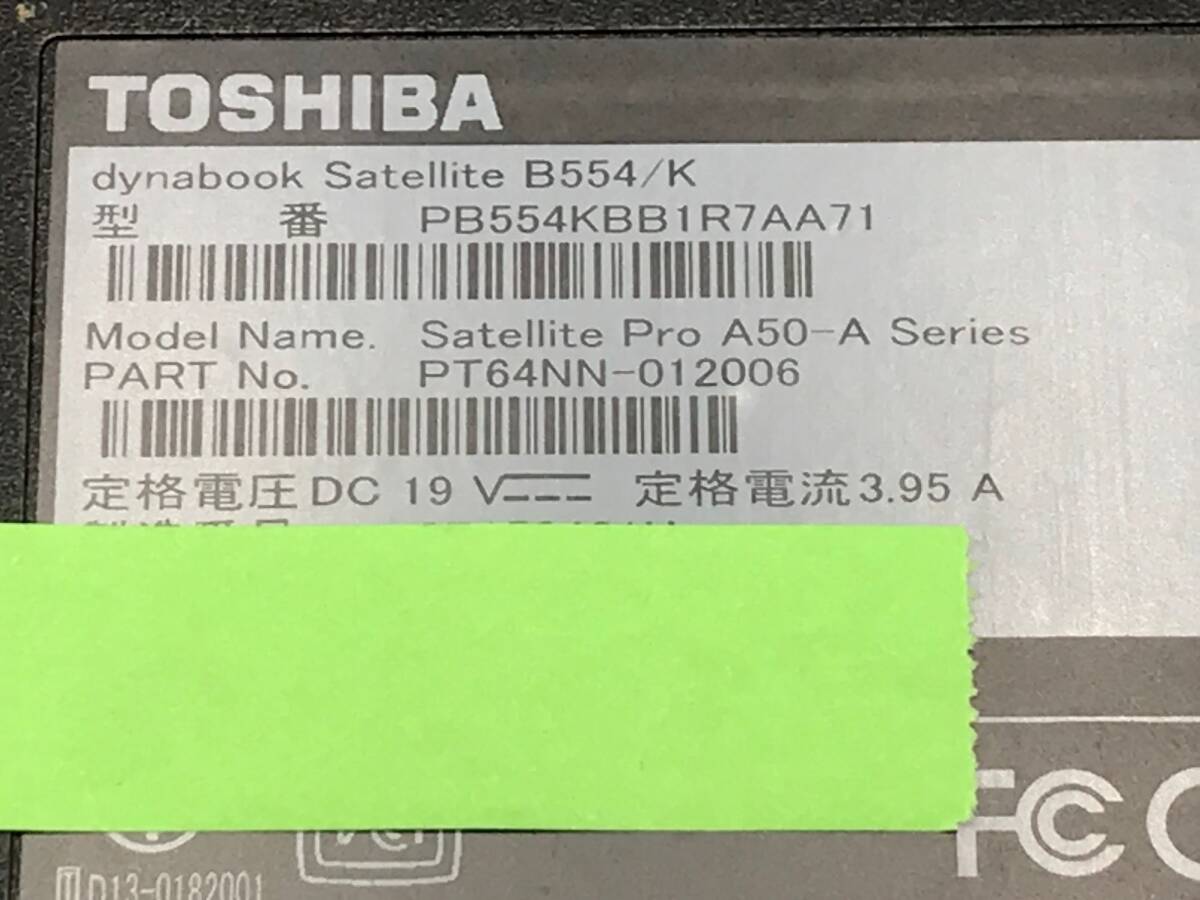 TOSHIBA
dynabook Satellite B554/K
型番 PB554KBB1R7AA71
Model Name. Satellite Pro A50-A Series
PART No. PT64NN-012006
定格電圧 DC 19 V 定格電流 3.95 A
FC
T D13-0182001